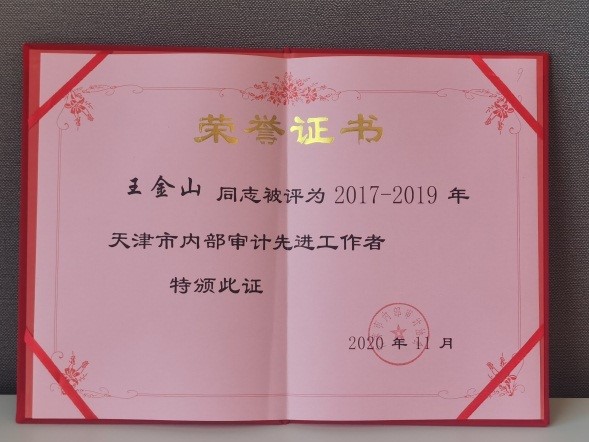 荣誉证书
王金山 同志被评为 2017-2019 年
天津市内部审计先进工作者
特颁此证
2020 年 11 月